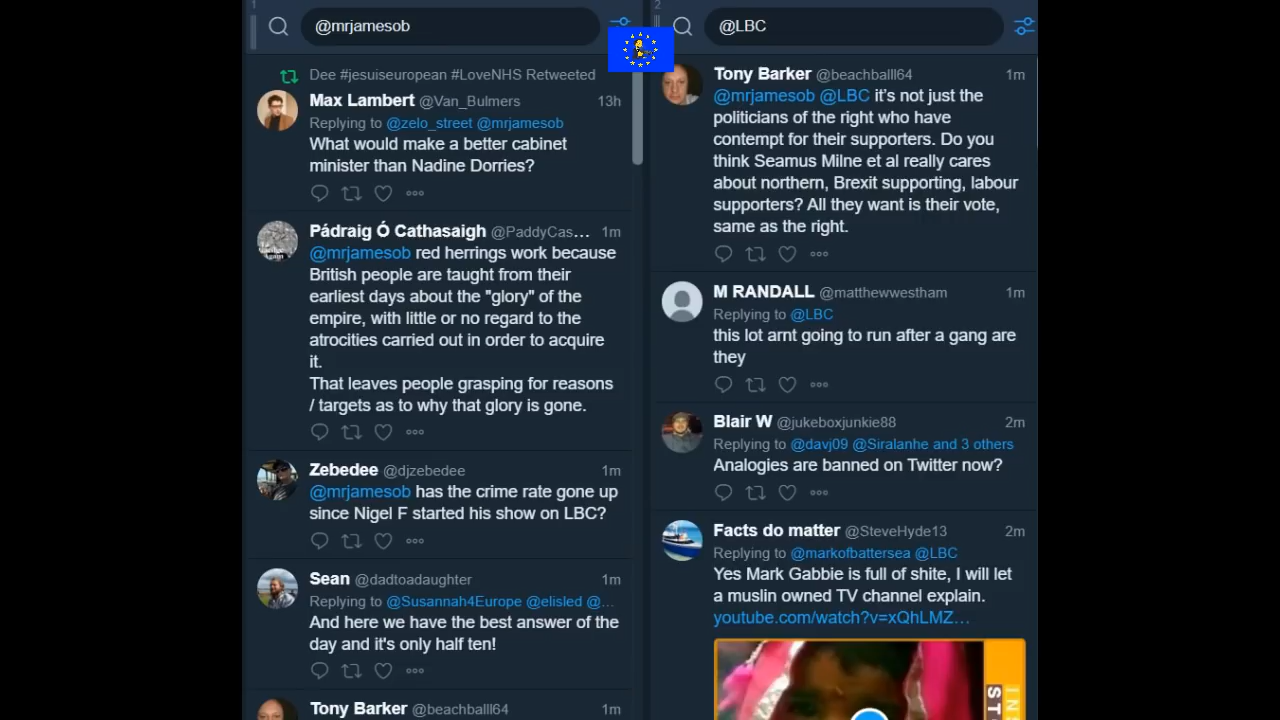 1
@mrjamesob
Dee #jesuiseuropean #LoveNHS Retweeted
Max Lambert @Van_Bulmers 13h
Replying to @zelo_street @mrjamesob
What would make a better cabinet
minister than Nadine Dorries?
Pádraig Ó Cathasaigh @PaddyCas... 1m
@mrjamesob red herrings work because
British people are taught from their
earliest days about the "glory" of the
empire, with little or no regard to the
atrocities carried out in order to acquire
it.
That leaves people grasping for reasons
/ targets as to why that glory is gone.
Zebedee @djzebedee 1m
@mrjamesob has the crime rate gone up
since Nigel F started his show on LBC?
Sean @dadtoadaughter 1m
Replying to @Susannah4Europe @elisled @...
And here we have the best answer of the
day and it's only half ten!
Tony Barker @beachballl64 1m
2
@LBC
Tony Barker @beachballl64 1m
@mrjamesob @LBC it's not just the
politicians of the right who have
contempt for their supporters. Do you
think Seamus Milne et al really cares
about northern, Brexit supporting, labour
supporters? All they want is their vote,
same as the right.
M RANDALL @matthewwestham 1m
Replying to @LBC
this lot arnt going to run after a gang are
they
Blair W @jukeboxjunkie88 2m
Replying to @davj09 @Siralanhe and 3 others
Analogies are banned on Twitter now?
Facts do matter @SteveHyde13 2m
Replying to @markofbattersea @LBC
Yes Mark Gabbie is full of shite, I will let
a muslin owned TV channel explain.
youtube.com/watch?v=xQhLMZ...